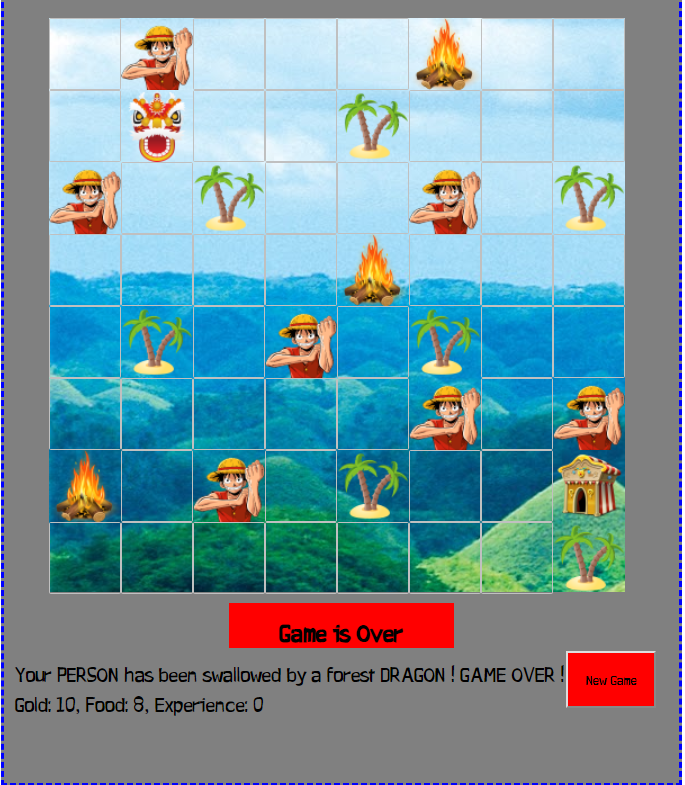 Game is Over
Your PERSON has been swallowed by a forest DRAGON ! GAME OVER !
New Game
Gold: 10, Food: 8, Experience: 0